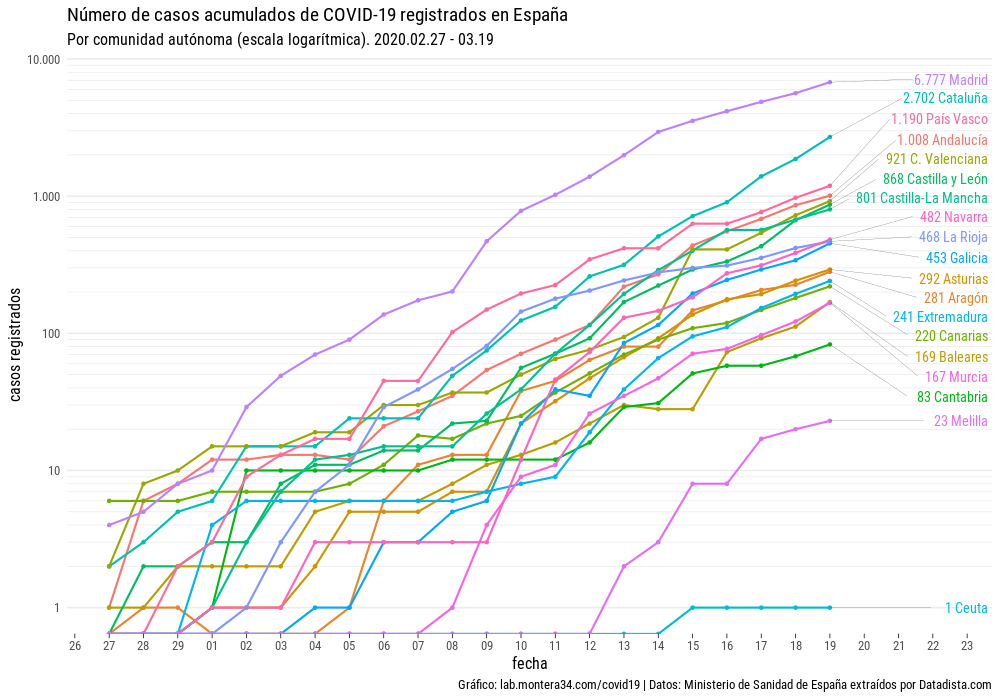 Número de casos acumulados de COVID-19 registrados en España
Por comunidad autónoma (escala logarítmica). 2020.02.27 - 03.19
casos registrados
10.000
1.000
100
10
1
6.777 Madrid
2.702 Cataluña
1.190 País Vasco
1.008 Andalucía
921 C. Valenciana
868 Castilla y León
801 Castilla-La Mancha
482 Navarra
468 La Rioja
453 Galicia
292 Asturias
281 Aragón
241 Extremadura
220 Canarias
169 Baleares
167 Murcia
83 Cantabria
23 Melilla
1 Ceuta
26 27 28 29 01 02 03 04 05 06 07 08 09 10 11 12 13 14 15 16 17 18 19 20 21 22 23
fecha
Gráfico: lab.montera34.com/covid19 | Datos: Ministerio de Sanidad de España extraídos por Datadista.com